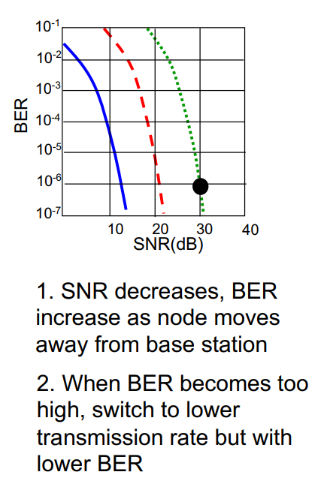 10-1
10-2
10-3
10-4
10-5
10-6
10-7
BER
10 20 30 40
SNR(dB)
1. SNR decreases, BER
increase as node moves
away from base station
2. When BER becomes too
high, switch to lower
transmission rate but with
lower BER